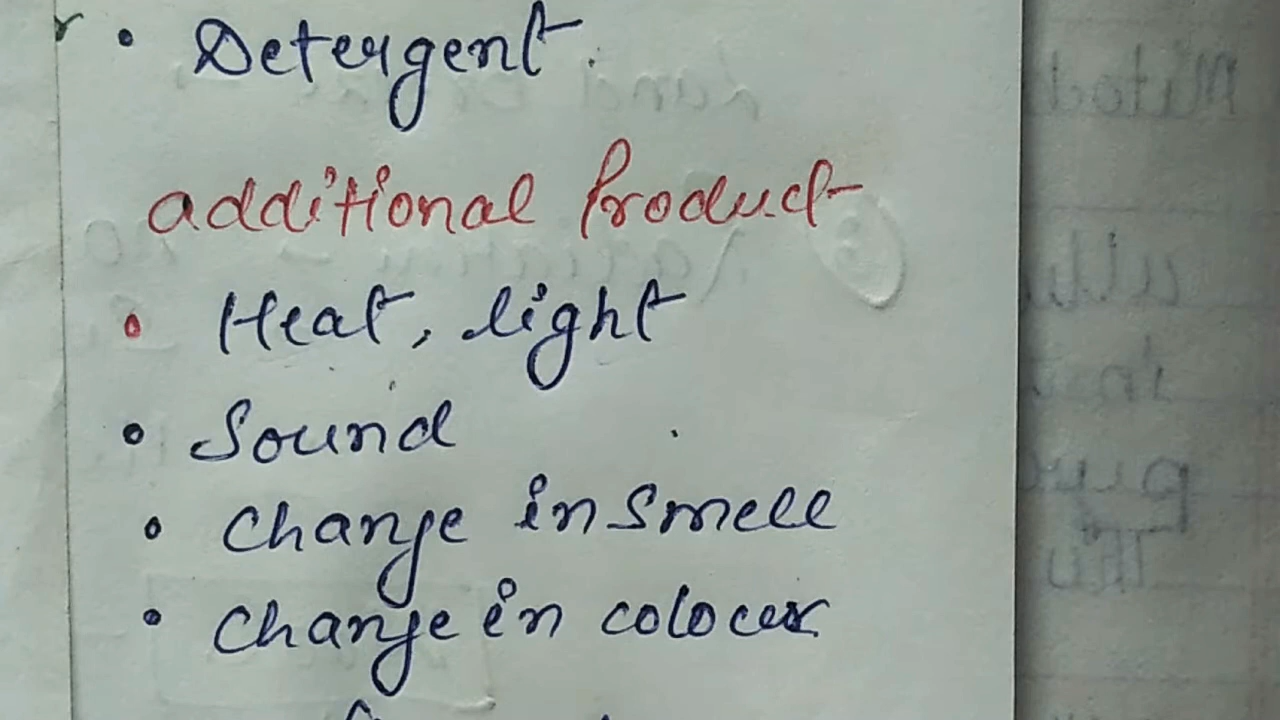 • Detergent.
additional Product
• Heat, light
• Sound
• Change in Smell
• Change in colour